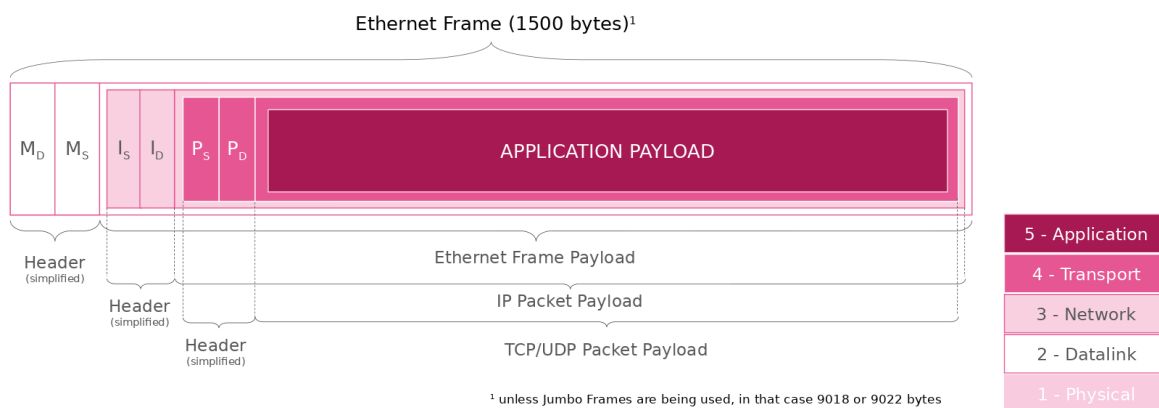 Ethernet Frame (1500 bytes)¹
M_D M_S I_S I_D P_S P_D APPLICATION PAYLOAD
Header
(simplified)
Ethernet Frame Payload
Header
(simplified)
IP Packet Payload
Header
(simplified)
TCP/UDP Packet Payload
5 - Application
4 - Transport
3 - Network
2 - Datalink
1 - Physical
¹ unless Jumbo Frames are being used, in that case 9018 or 9022 bytes